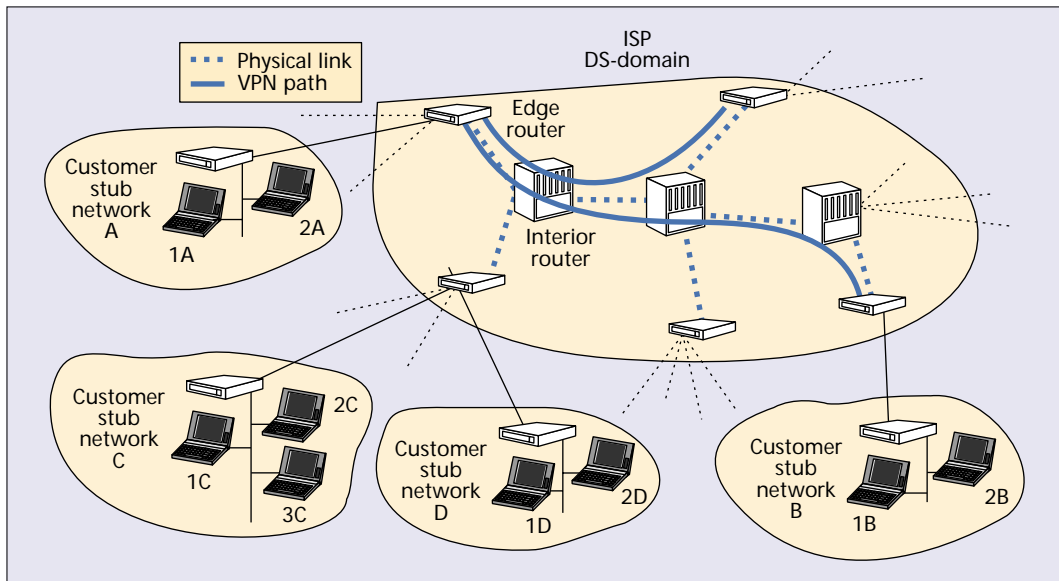 ISP
DS-domain
Physical link
VPN path
Edge
router
Customer
stub
network
A
2A
1A
Interior
router
Customer
stub
network
C
2C
1C
3C
Customer
stub
network
D
2D
1D
Customer
stub
network
B
2B
1B